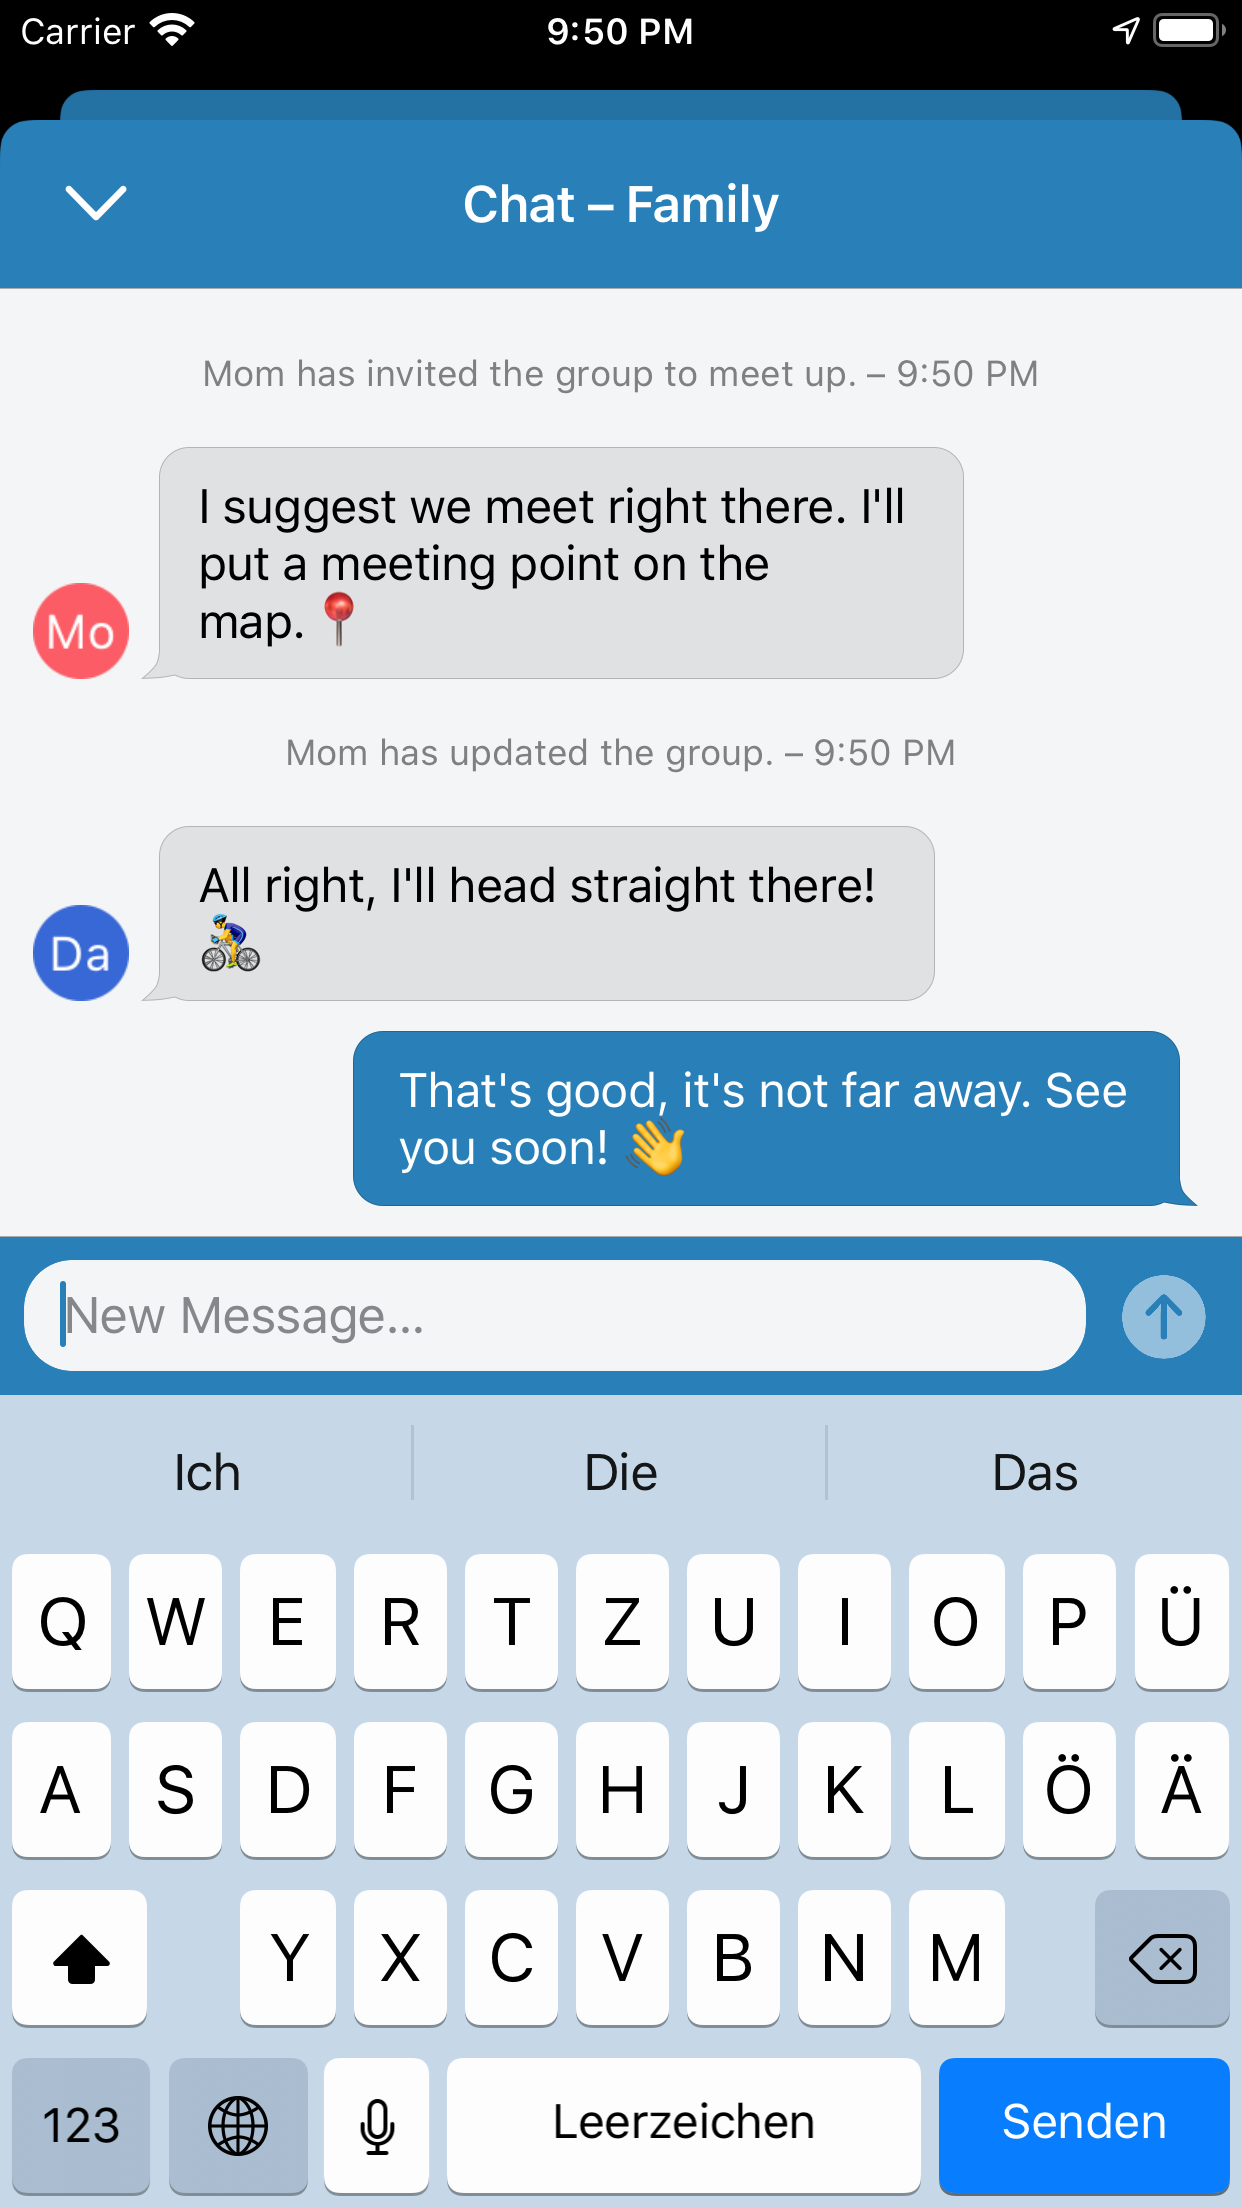 Carrier 9:50 PM
Chat – Family
Mom has invited the group to meet up. – 9:50 PM
I suggest we meet right there. I'll
put a meeting point on the
map. 📍
Mo
Mom has updated the group. – 9:50 PM
All right, I'll head straight there!
🚴
Da
That's good, it's not far away. See
you soon! 👋
New Message...
Ich Die Das
Q W E R T Z U I O P Ü
A S D F G H J K L Ö Ä
Y X C V B N M
123 Leerzeichen Senden